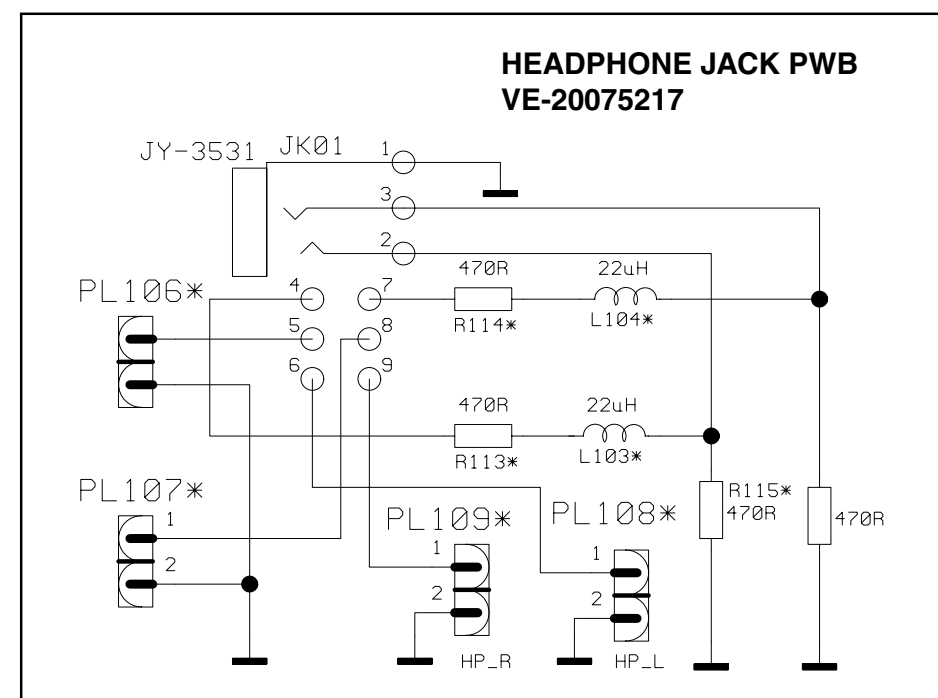 HEADPHONE JACK PWB
VE-20075217
JY-3531 JK01 1
3
2
PL106*
4 7
470R 22uH
R114* L104*
5 8
6 9
470R 22uH
R113* L103*
PL107*
1
2
PL109*
1
2
HP_R
PL108*
1
2
HP_L
R115*
470R
470R